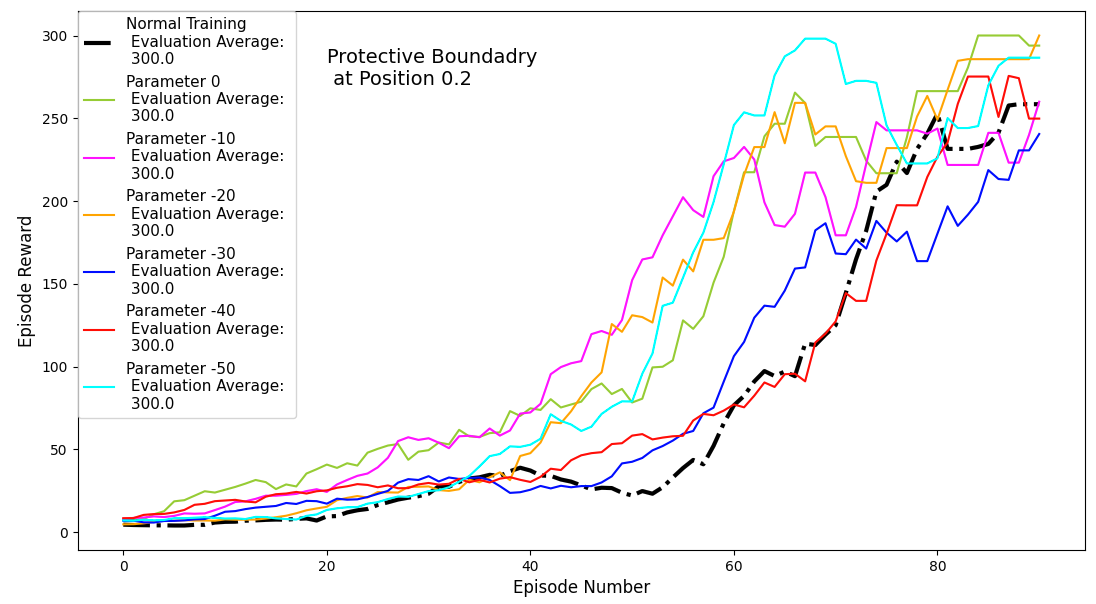 Normal Training
Evaluation Average:
300.0
Parameter 0
Evaluation Average:
300.0
Parameter -10
Evaluation Average:
300.0
Parameter -20
Evaluation Average:
300.0
Parameter -30
Evaluation Average:
300.0
Parameter -40
Evaluation Average:
300.0
Parameter -50
Evaluation Average:
300.0
Protective Boundadry
at Position 0.2
Episode Reward
300
250
200
150
100
50
0
0 20 40 60 80
Episode Number